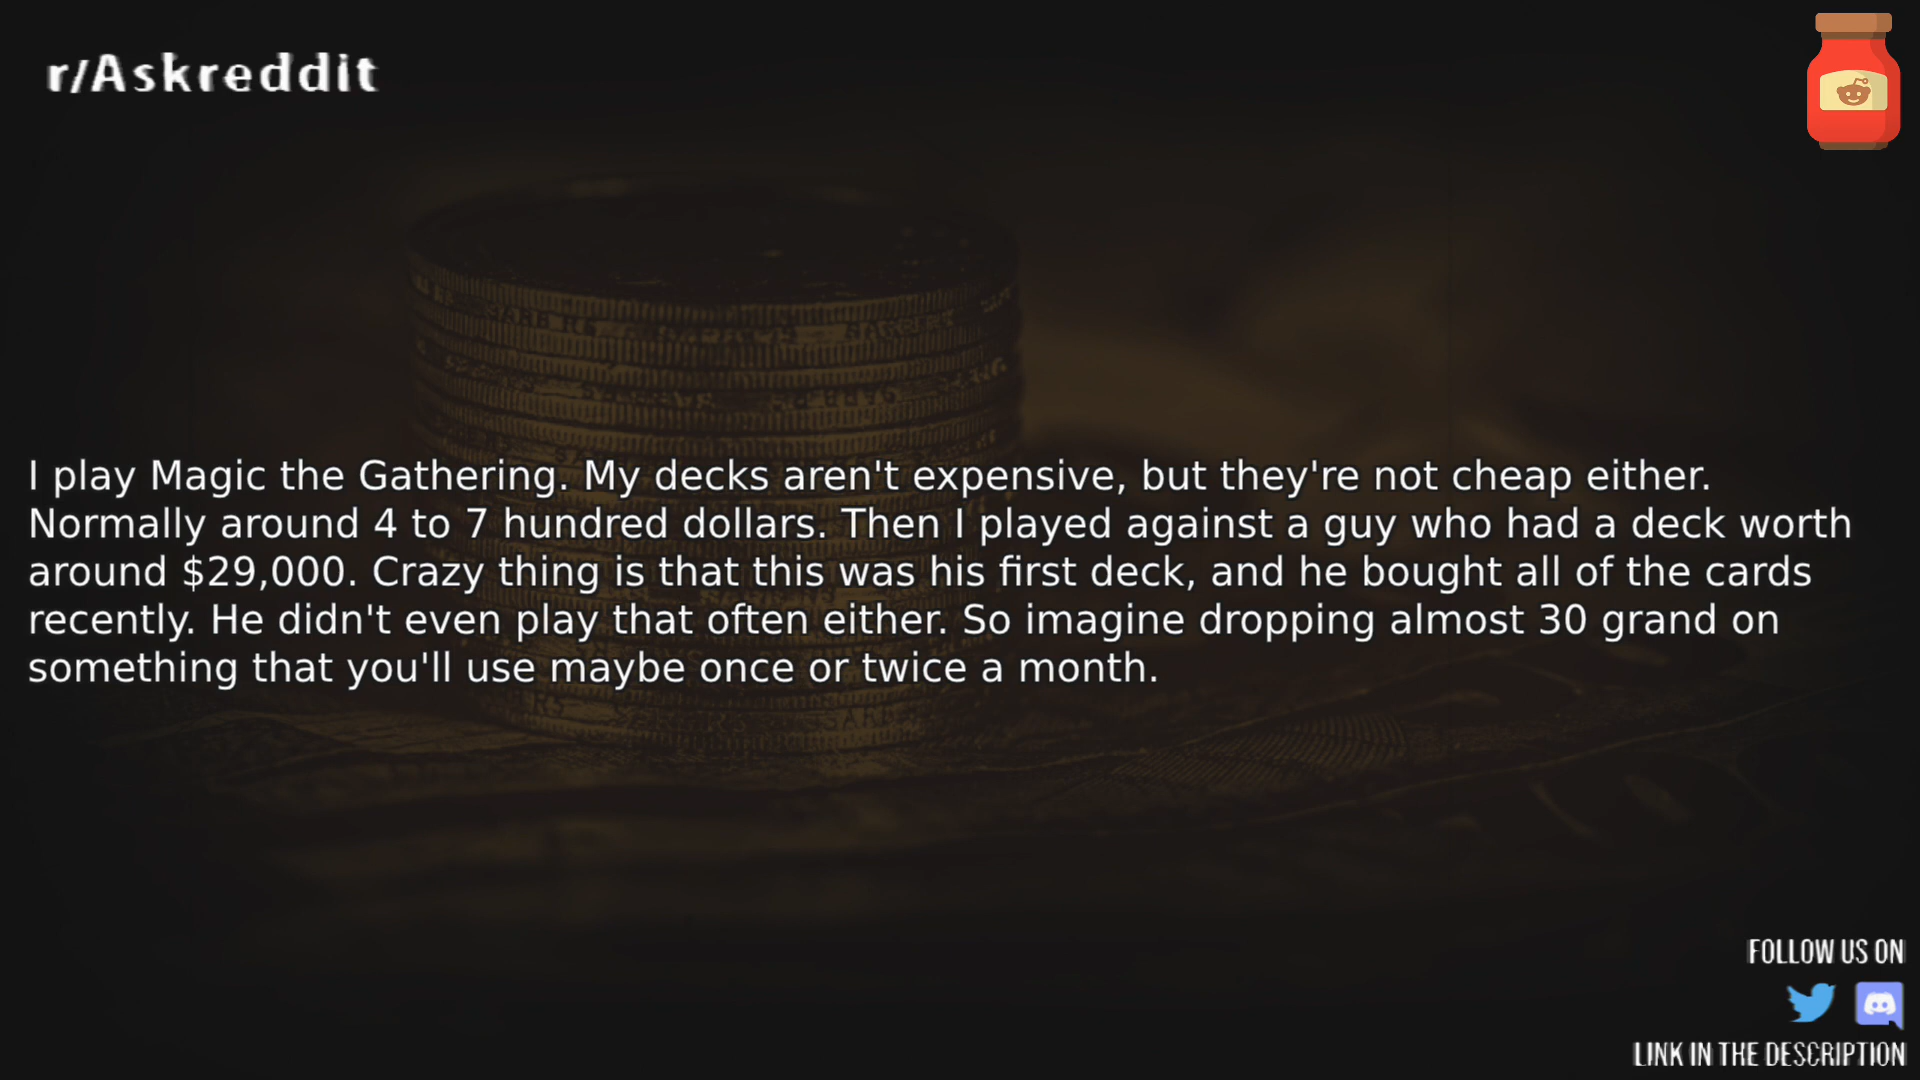 r/Askreddit
I play Magic the Gathering. My decks aren't expensive, but they're not cheap either.
Normally around 4 to 7 hundred dollars. Then I played against a guy who had a deck worth
around $29,000. Crazy thing is that this was his first deck, and he bought all of the cards
recently. He didn't even play that often either. So imagine dropping almost 30 grand on
something that you'll use maybe once or twice a month.
FOLLOW US ON
LINK IN THE DESCRIPTION